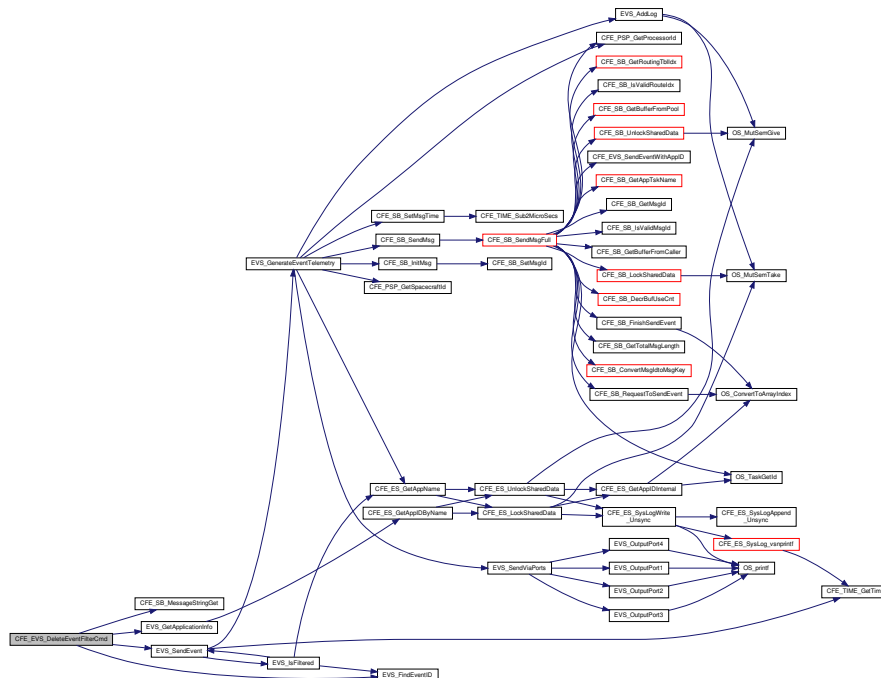 EVS_AddLog
CFE_PSP_GetProcessorId
CFE_SB_GetRoutingTblIdx
CFE_SB_IsValidRouteIdx
CFE_SB_GetBufferFromPool
CFE_SB_UnlockSharedData
OS_MutSemGive
CFE_EVS_SendEventWithAppID
CFE_SB_GetAppTskName
CFE_SB_GetMsgId
CFE_SB_SetMsgTime
CFE_TIME_Sub2MicroSecs
CFE_SB_IsValidMsgId
CFE_SB_SendMsg
CFE_SB_SendMsgFull
CFE_SB_GetBufferFromCaller
EVS_GenerateEventTelemetry
CFE_SB_InitMsg
CFE_SB_SetMsgId
CFE_SB_LockSharedData
OS_MutSemTake
CFE_PSP_GetSpacecraftId
CFE_SB_DecrBufUseCnt
CFE_SB_FinishSendEvent
CFE_SB_GetTotalMsgLength
CFE_SB_ConvertMsgIdtoMsgKey
CFE_SB_RequestToSendEvent
OS_ConvertToArrayIndex
OS_TaskGetId
CFE_ES_GetAppName
CFE_ES_UnlockSharedData
CFE_ES_GetAppIDInternal
CFE_ES_GetAppIDByName
CFE_ES_LockSharedData
CFE_ES_SysLogWrite
_Unsync
CFE_ES_SysLogAppend
_Unsync
CFE_ES_SysLog_vsnprintf
EVS_OutputPort4
EVS_SendViaPorts
EVS_OutputPort1
OS_printf
EVS_OutputPort2
CFE_TIME_GetTime
CFE_SB_MessageStringGet
EVS_OutputPort3
EVS_GetApplicationInfo
CFE_EVS_DeleteEventFilterCmd
EVS_SendEvent
EVS_IsFiltered
EVS_FindEventID